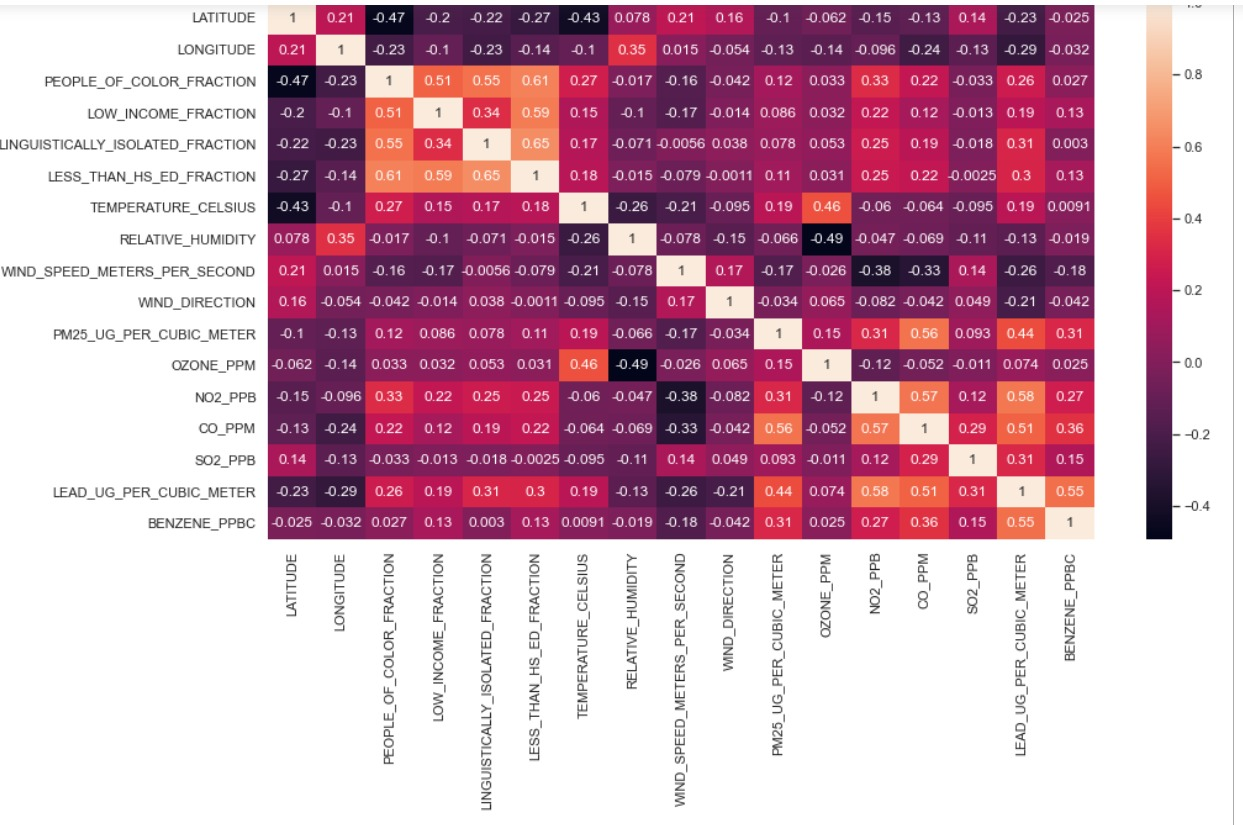 LATITUDE 1 0.21 -0.47 -0.2 -0.22 -0.27 -0.43 0.078 0.21 0.16 -0.1 -0.062 -0.15 -0.13 0.14 -0.23 -0.025
LONGITUDE 0.21 1 -0.23 -0.1 -0.23 -0.14 -0.1 0.35 0.015 -0.054 -0.13 -0.14 -0.096 -0.24 -0.13 -0.29 -0.032
PEOPLE_OF_COLOR_FRACTION -0.47 -0.23 1 0.51 0.55 0.61 0.27 -0.017 -0.16 -0.042 0.12 0.033 0.33 0.22 -0.033 0.26 0.027 0.8
LOW_INCOME_FRACTION -0.2 -0.1 0.51 1 0.34 0.59 0.15 -0.1 -0.17 -0.014 0.086 0.032 0.22 0.12 -0.013 0.19 0.13
LINGUISTICALLY_ISOLATED_FRACTION -0.22 -0.23 0.55 0.34 1 0.65 0.17 -0.071 -0.0056 0.038 0.078 0.053 0.25 0.19 -0.018 0.31 0.003 0.6
LESS_THAN_HS_ED_FRACTION -0.27 -0.14 0.61 0.59 0.65 1 0.18 -0.015 -0.079 -0.0011 0.11 0.031 0.25 0.22 -0.0025 0.3 0.13
TEMPERATURE_CELSIUS -0.43 -0.1 0.27 0.15 0.17 0.18 1 -0.26 -0.21 -0.095 0.19 0.46 -0.06 -0.064 -0.095 0.19 0.0091 0.4
RELATIVE_HUMIDITY 0.078 0.35 -0.017 -0.1 -0.071 -0.015 -0.26 1 -0.078 -0.15 -0.066 -0.49 -0.047 -0.069 -0.11 -0.13 -0.019
WIND_SPEED_METERS_PER_SECOND 0.21 0.015 -0.16 -0.17 -0.0056 -0.079 -0.21 -0.078 1 0.17 -0.17 -0.026 -0.38 -0.33 0.14 -0.26 -0.18
WIND_DIRECTION 0.16 -0.054 -0.042 -0.014 0.038 -0.0011 -0.095 -0.15 0.17 1 -0.034 0.065 -0.082 -0.042 0.049 -0.21 -0.042 0.2
PM25_UG_PER_CUBIC_METER -0.1 -0.13 0.12 0.086 0.078 0.11 0.19 -0.066 -0.17 -0.034 1 0.15 0.31 0.56 0.093 0.44 0.31
OZONE_PPM -0.062 -0.14 0.033 0.032 0.053 0.031 0.46 -0.49 -0.026 0.065 0.15 1 -0.12 -0.052 -0.011 0.074 0.025 0.0
NO2_PPB -0.15 -0.096 0.33 0.22 0.25 0.25 -0.06 -0.047 -0.38 -0.082 0.31 -0.12 1 0.57 0.12 0.58 0.27
CO_PPM -0.13 -0.24 0.22 0.12 0.19 0.22 -0.064 -0.069 -0.33 -0.042 0.56 -0.052 0.57 1 0.29 0.51 0.36 -0.2
SO2_PPB 0.14 -0.13 -0.033 -0.013 -0.018 -0.0025 -0.095 -0.11 0.14 0.049 0.093 -0.011 0.12 0.29 1 0.31 0.15
LEAD_UG_PER_CUBIC_METER -0.23 -0.29 0.26 0.19 0.31 0.3 0.19 -0.13 -0.26 -0.21 0.44 0.074 0.58 0.51 0.31 1 0.55 -0.4
BENZENE_PPBC -0.025 -0.032 0.027 0.13 0.003 0.13 0.0091 -0.019 -0.18 -0.042 0.31 0.025 0.27 0.36 0.15 0.55 1
LATITUDE
LONGITUDE
PEOPLE_OF_COLOR_FRACTION
LOW_INCOME_FRACTION
LINGUISTICALLY_ISOLATED_FRACTION
LESS_THAN_HS_ED_FRACTION
TEMPERATURE_CELSIUS
RELATIVE_HUMIDITY
WIND_SPEED_METERS_PER_SECOND
WIND_DIRECTION
PM25_UG_PER_CUBIC_METER
OZONE_PPM
NO2_PPB
CO_PPM
SO2_PPB
LEAD_UG_PER_CUBIC_METER
BENZENE_PPBC